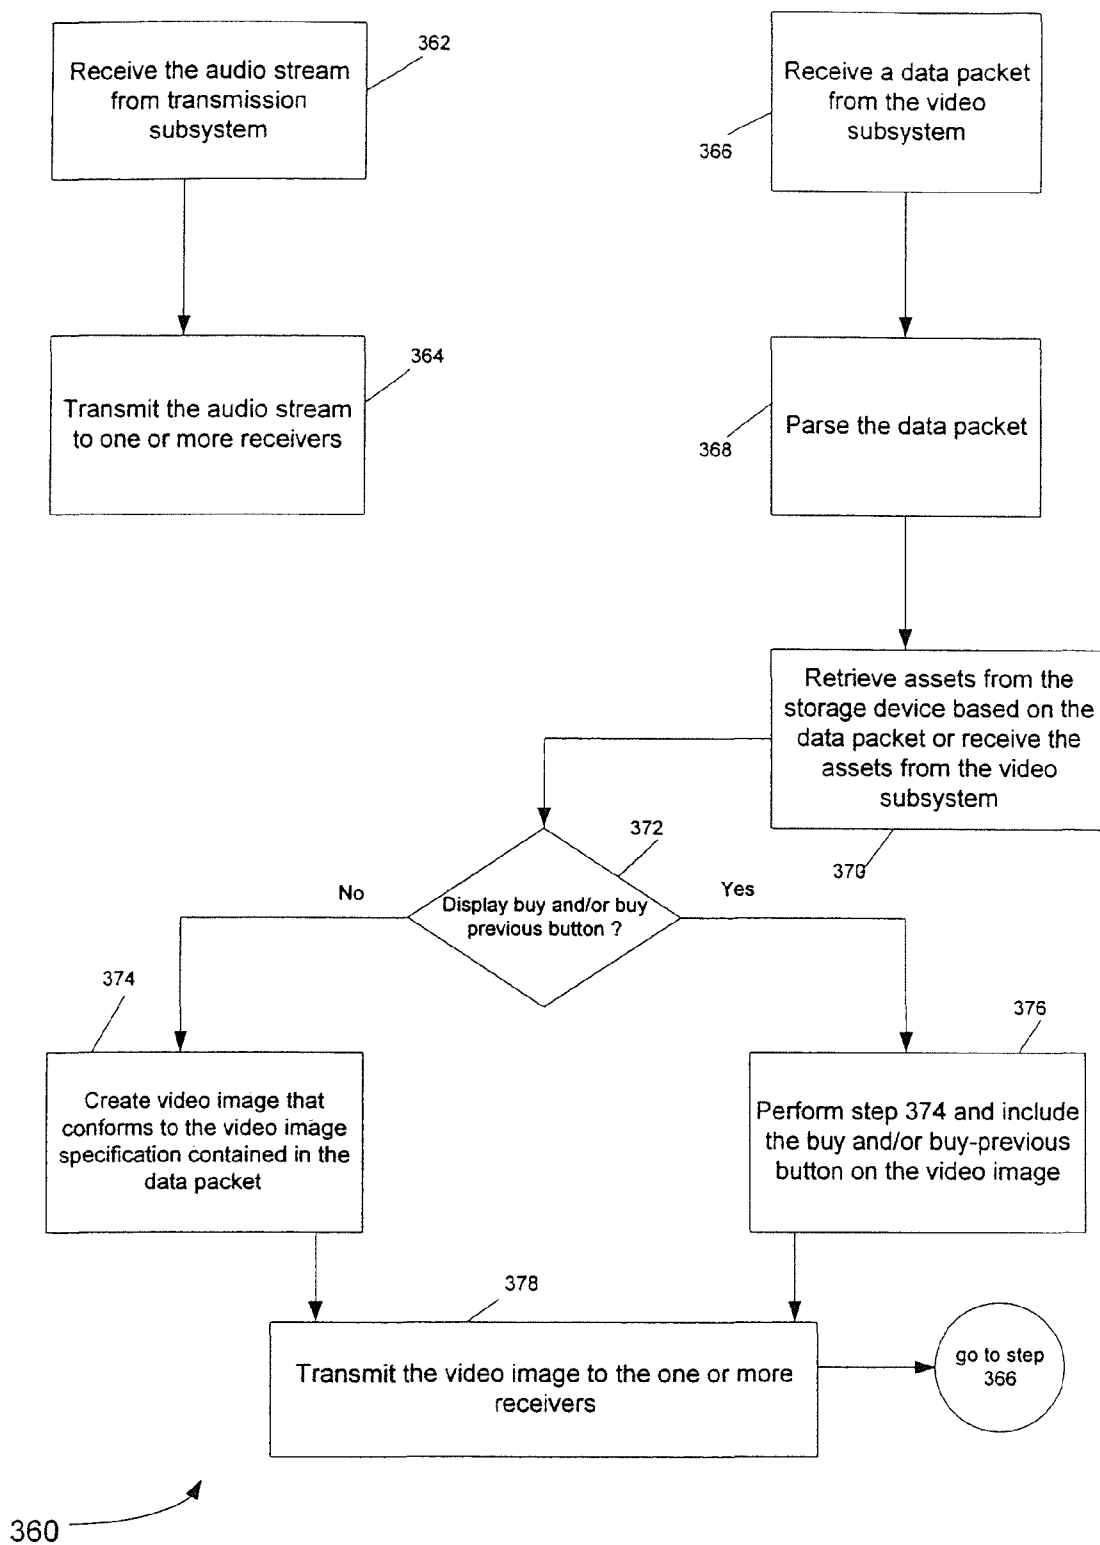 Receive the audio stream
from transmission
subsystem
362
Receive a data packet
from the video
subsystem
366
Transmit the audio stream
to one or more receivers
364
Parse the data packet
368
Retrieve assets from the
storage device based on the
data packet or receive the
assets from the video
subsystem
370
372
Display buy and/or buy
previous button ?
No
Yes
374
Create video image that
conforms to the video image
specification contained in the
data packet
376
Perform step 374 and include
the buy and/or buy-previous
button on the video image
378
Transmit the video image to the one or more
receivers
go to step
366
360